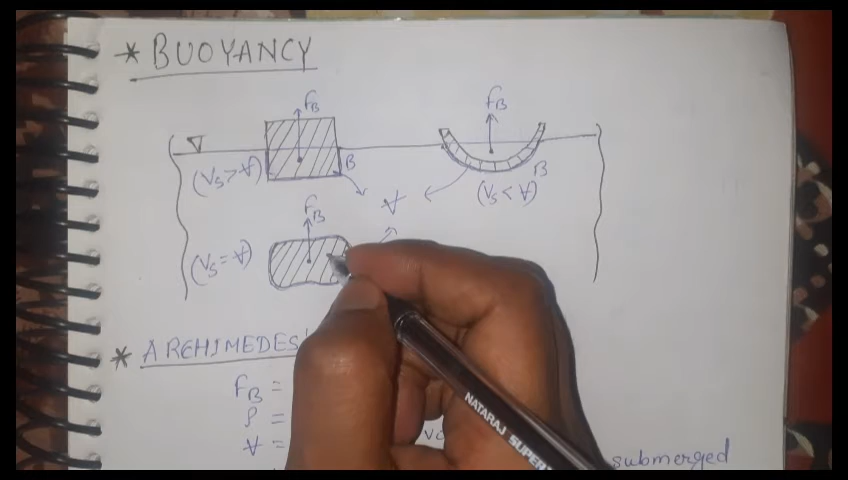 * BUOYANCY
FB
FB
B
B
(Vs > V̶)
(Vs < V̶)
V̶
FB
(Vs = V̶)
* ARCHIMEDES'
FB =
ρ =
V̶ =
submerged
NATARAJ SUPER